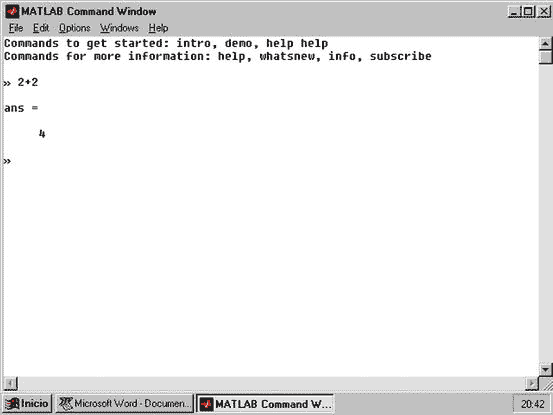 MATLAB Command Window
File Edit Options Windows Help
Commands to get started: intro, demo, help help
Commands for more information: help, whatsnew, info, subscribe
» 2+2
ans =
4
»
Inicio Microsoft Word - Documen... MATLAB Command W... 20:42